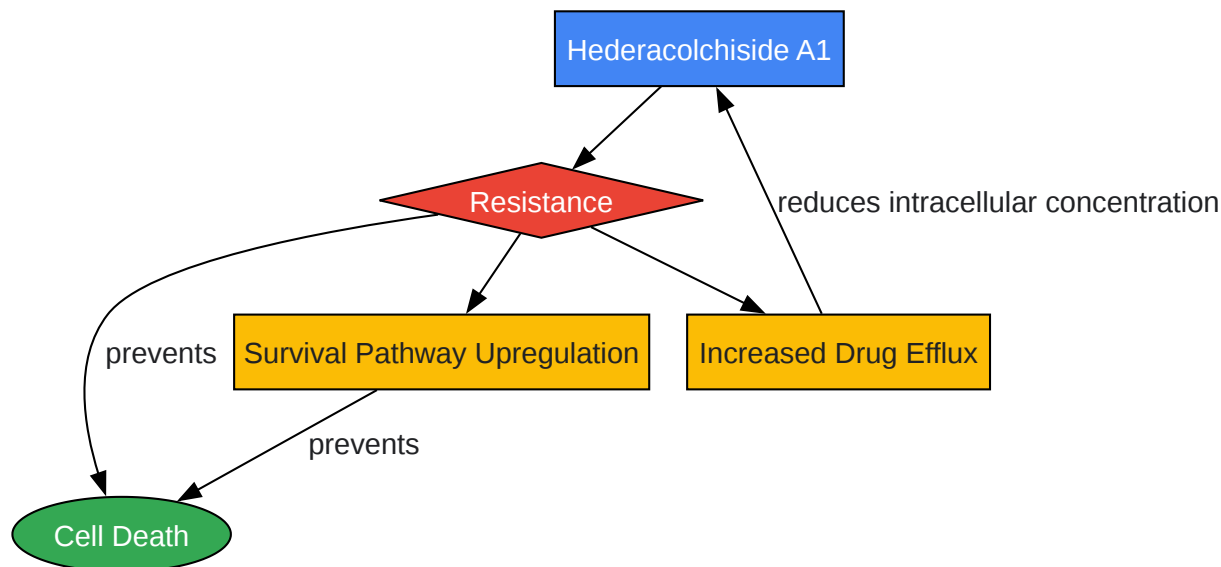 Hederacolchiside A1
Resistance
reduces intracellular concentration
prevents
Survival Pathway Upregulation
Increased Drug Efflux
prevents
Cell Death